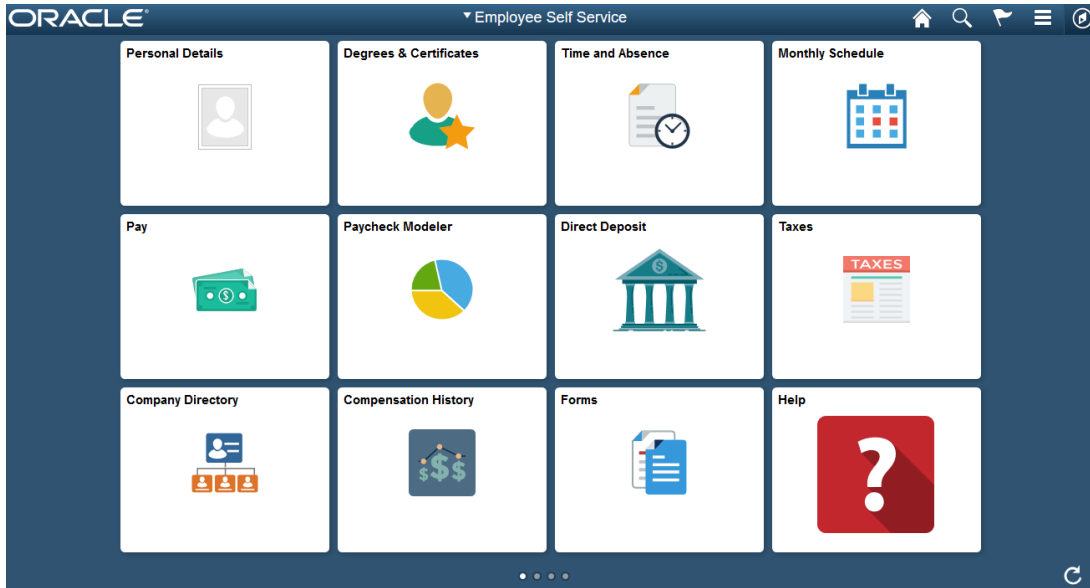 ORACLE
Employee Self Service
Personal Details
Degrees & Certificates
Time and Absence
Monthly Schedule
Pay
Paycheck Modeler
Direct Deposit
Taxes
$
$
TAXES
Company Directory
Compensation History
Forms
Help
$$$
?